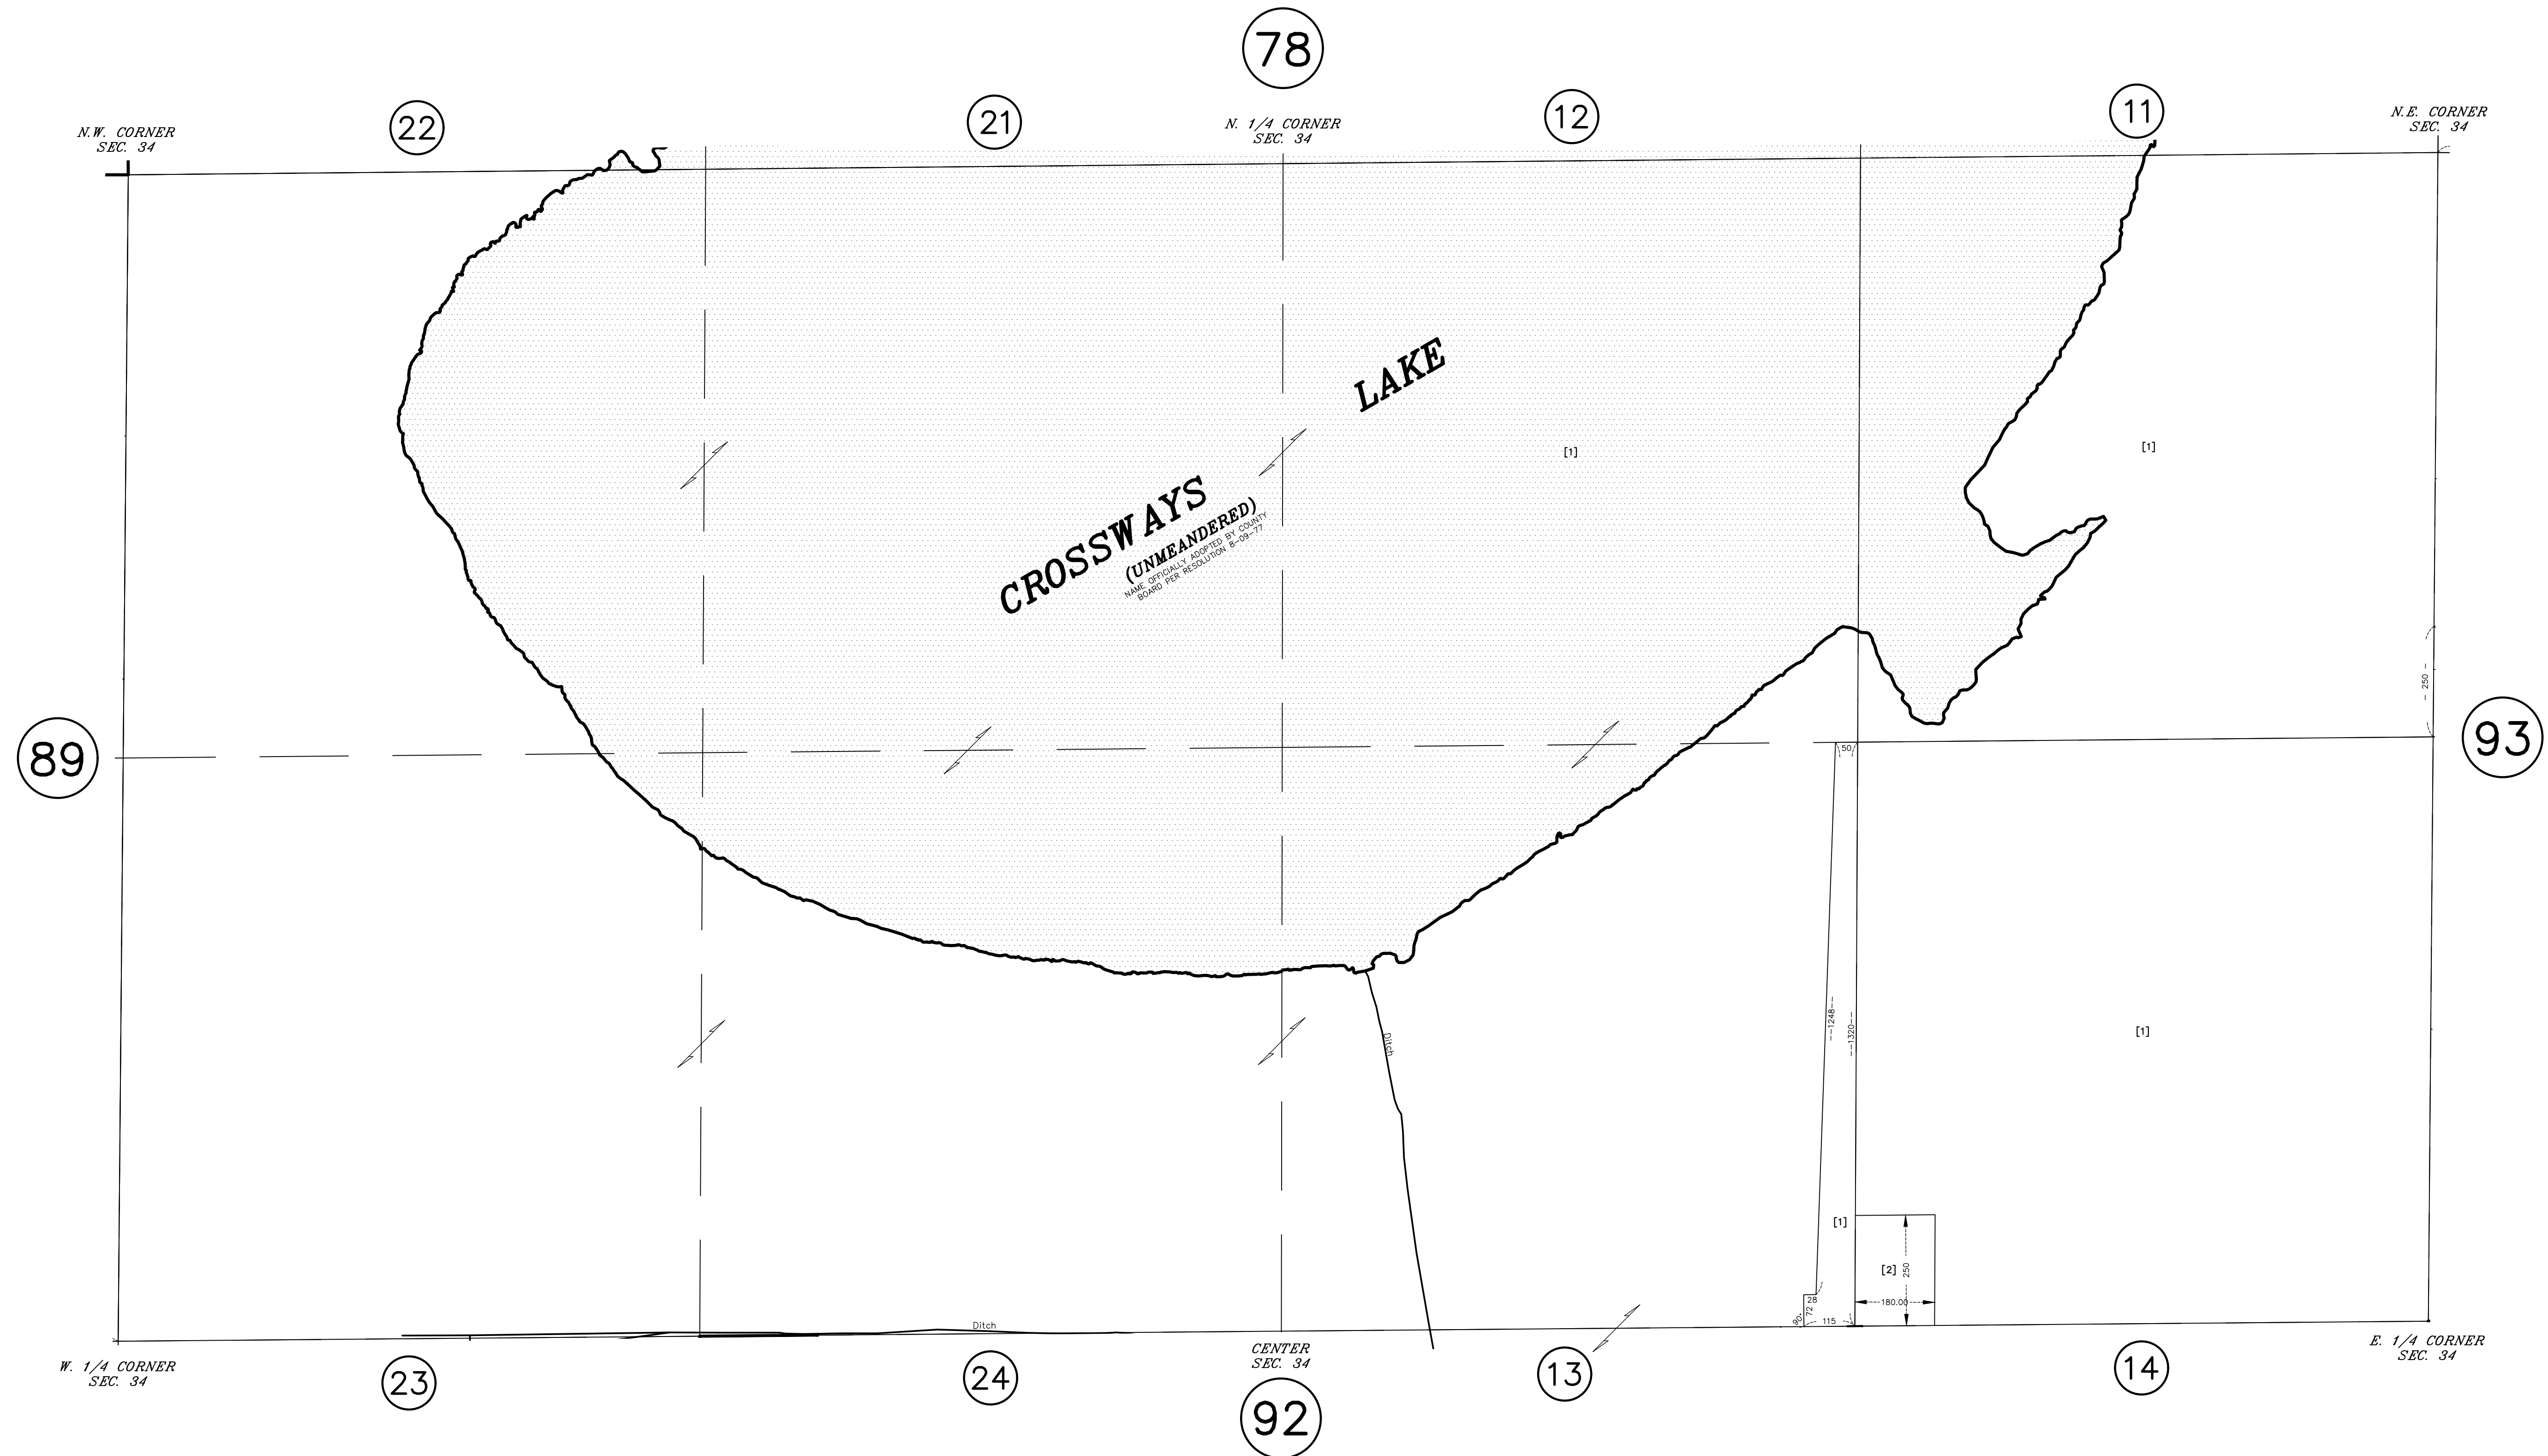 78
22
21
12
11
N.W. CORNER
SEC. 34
N. 1/4 CORNER
SEC. 34
N.E. CORNER
SEC. 34
LAKE
CROSSWAYS
(UNMEANDERED)
NAME OFFICIALLY ADOPTED BY COUNTY
BOARD PER RESOLUTION 8-09-77
[1]
[1]
- 250 -
89
93
50
--1248--
--1320--
Ditch
[1]
[1]
[2]
250
180.00
28
72
90°
115
Ditch
W. 1/4 CORNER
SEC. 34
CENTER
SEC. 34
E. 1/4 CORNER
SEC. 34
23
24
13
14
92